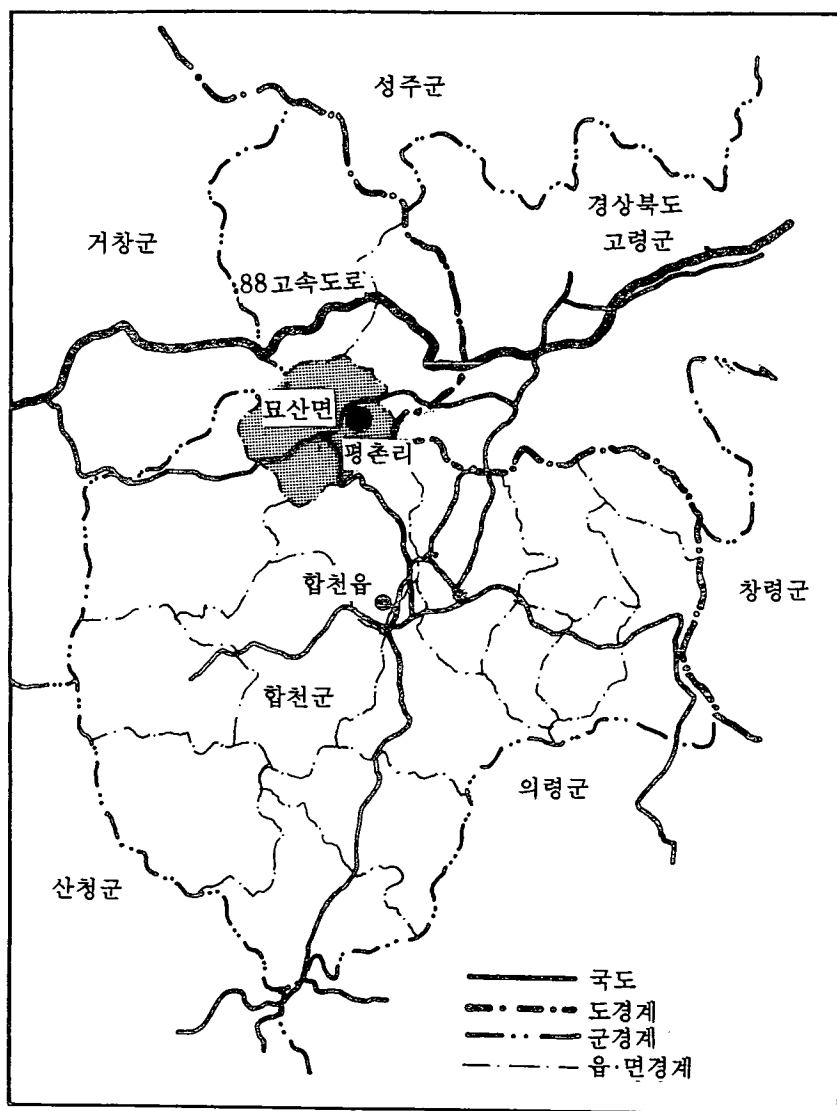 성주군
경상북도
고령군
거창군
88고속도로
묘산면
평촌리
합천읍
창령군
합천군
의령군
산청군
국도
도경계
군경계
읍·면경계